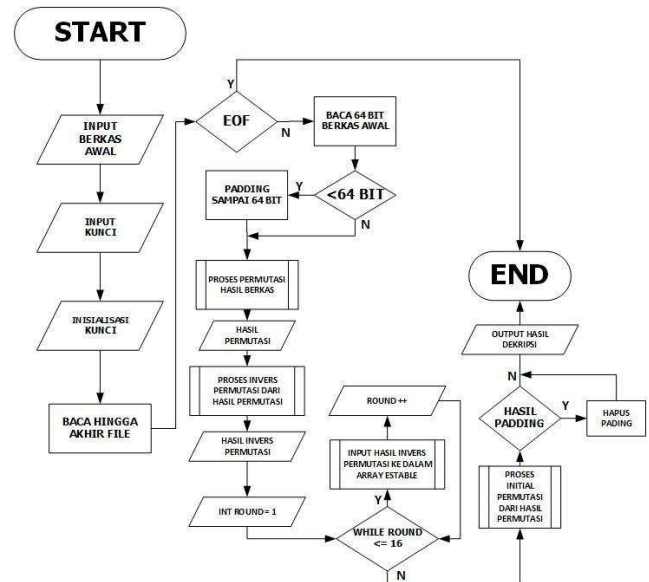 START
INPUT
BERKAS
AWAL
INPUT
KUNCI
INISIALISASI
KUNCI
BACA HINGGA
AKHIR FILE
Y
EOF
N
BACA 64 BIT
BERKAS AWAL
<64 BIT
Y
N
PADDING
SAMPAI 64 BIT
PROSES PERMUTASI
HASIL BERKAS
HASIL
PERMUTASI
PROSES INVERS
PERMUTASI DARI
HASIL PERMUTASI
HASIL INVERS
PERMUTASI
INT ROUND= 1
WHILE ROUND
<= 16
Y
N
INPUT HASIL INVERS
PERMUTASI KE DALAM
ARRAY ESTABLE
ROUND ++
PROSES
INITIAL
PERMUTASI
DARI HASIL
PERMUTASI
HASIL
PADDING
Y
N
HAPUS
PADING
OUTPUT HASIL
DEKRIPSI
END